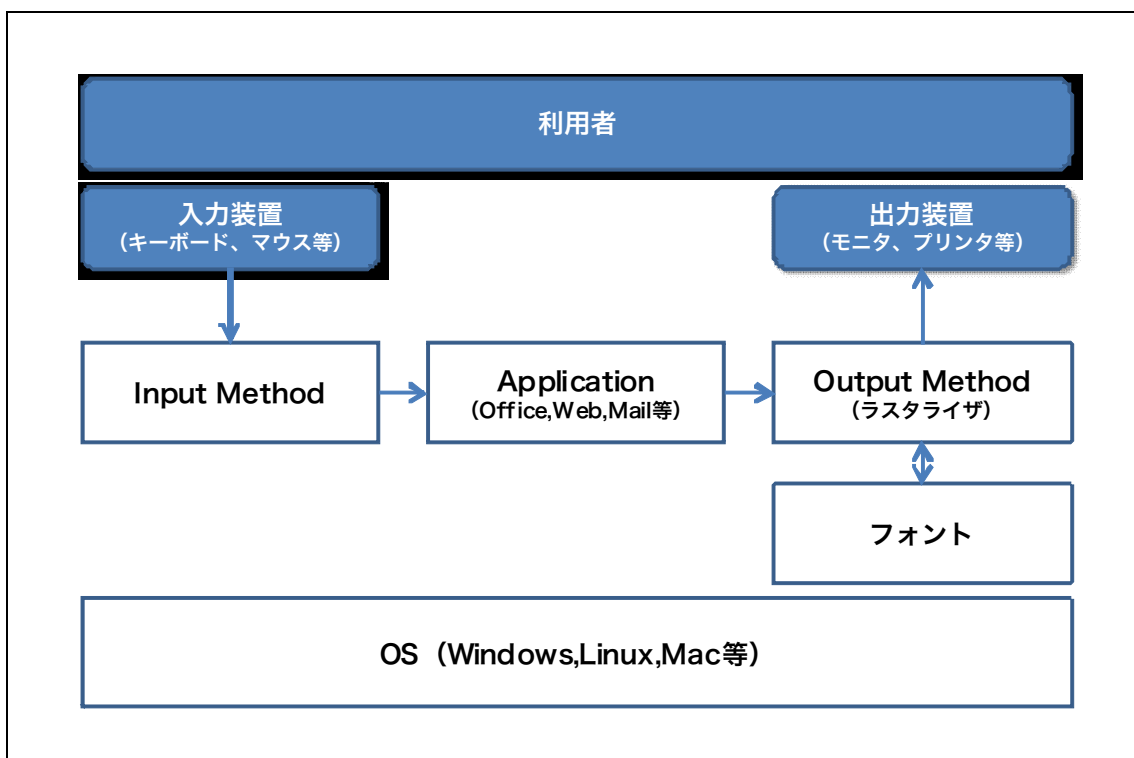 利用者
入力装置
（キーボード、マウス等）
出力装置
（モニタ、プリンタ等）
Input Method
Application
（Office,Web,Mail等）
Output Method
（ラスタライザ）
フォント
OS（Windows,Linux,Mac等）